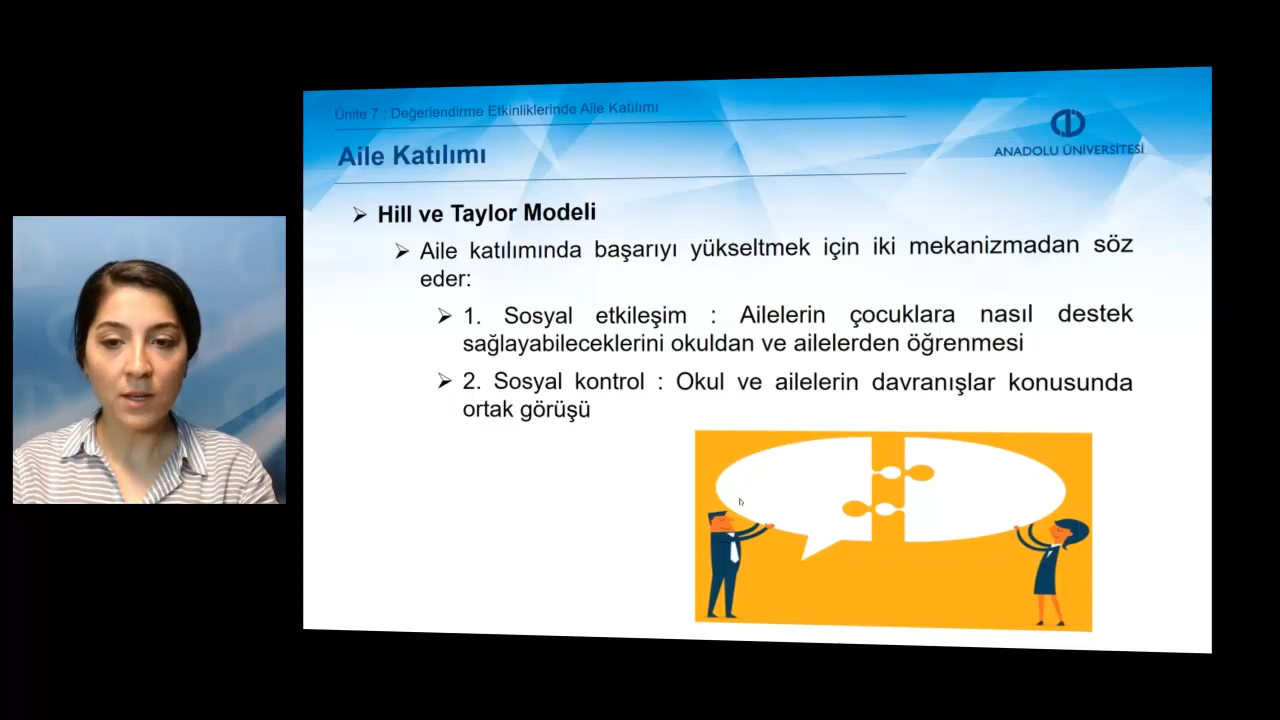 Ünite 7 : Değerlendirme Etkinliklerinde Aile Katılımı
Aile Katılımı
ANADOLU ÜNİVERSİTESİ
Hill ve Taylor Modeli
Aile katılımında başarıyı yükseltmek için iki mekanizmadan söz
eder:
1. Sosyal etkileşim : Ailelerin çocuklara nasıl destek
sağlayabileceklerini okuldan ve ailelerden öğrenmesi
2. Sosyal kontrol : Okul ve ailelerin davranışlar konusunda
ortak görüşü